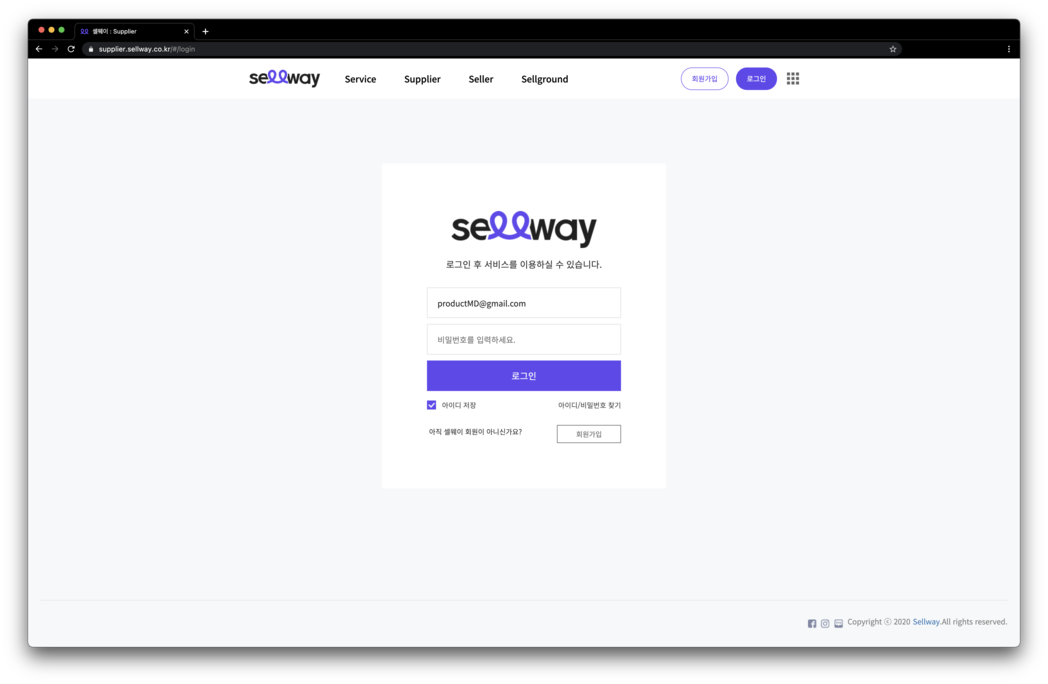 셀웨이 : Supplier
supplier.sellway.co.kr/#/login
sellway Service Supplier Seller Sellground 회원가입 로그인
sellway
로그인 후 서비스를 이용하실 수 있습니다.
productMD@gmail.com
비밀번호를 입력하세요.
로그인
아이디 저장 아이디/비밀번호 찾기
아직 셀웨이 회원이 아니신가요? 회원가입
Copyright ⓒ 2020 Sellway.All rights reserved.